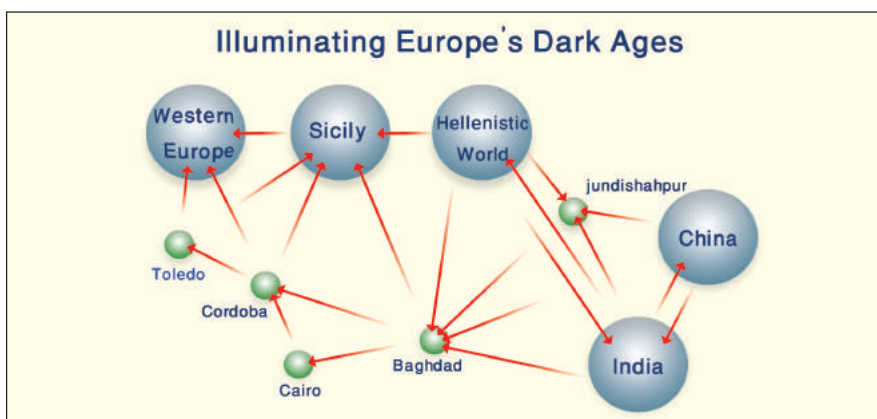 Illuminating Europe's Dark Ages
Western
Europe
Sicily
Hellenistic
World
jundishahpur
China
Toledo
Cordoba
Baghdad
Cairo
India